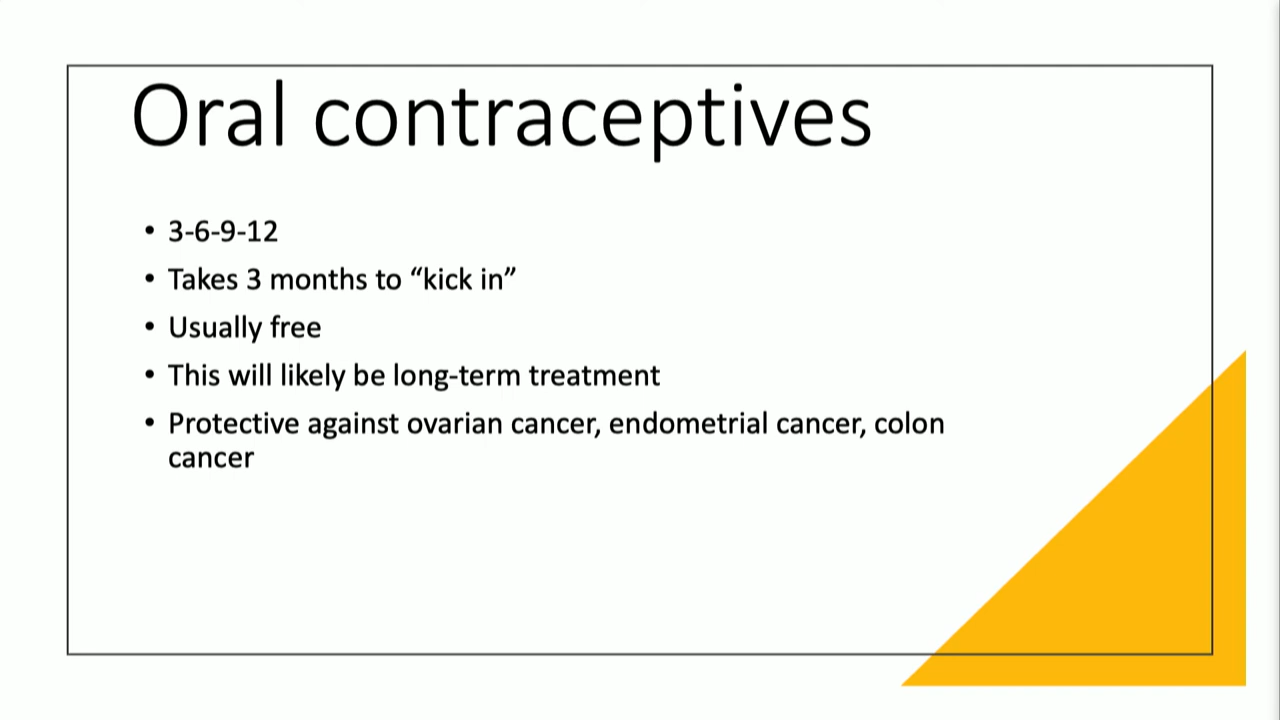 Oral contraceptives
• 3-6-9-12
• Takes 3 months to “kick in”
• Usually free
• This will likely be long-term treatment
• Protective against ovarian cancer, endometrial cancer, colon
cancer